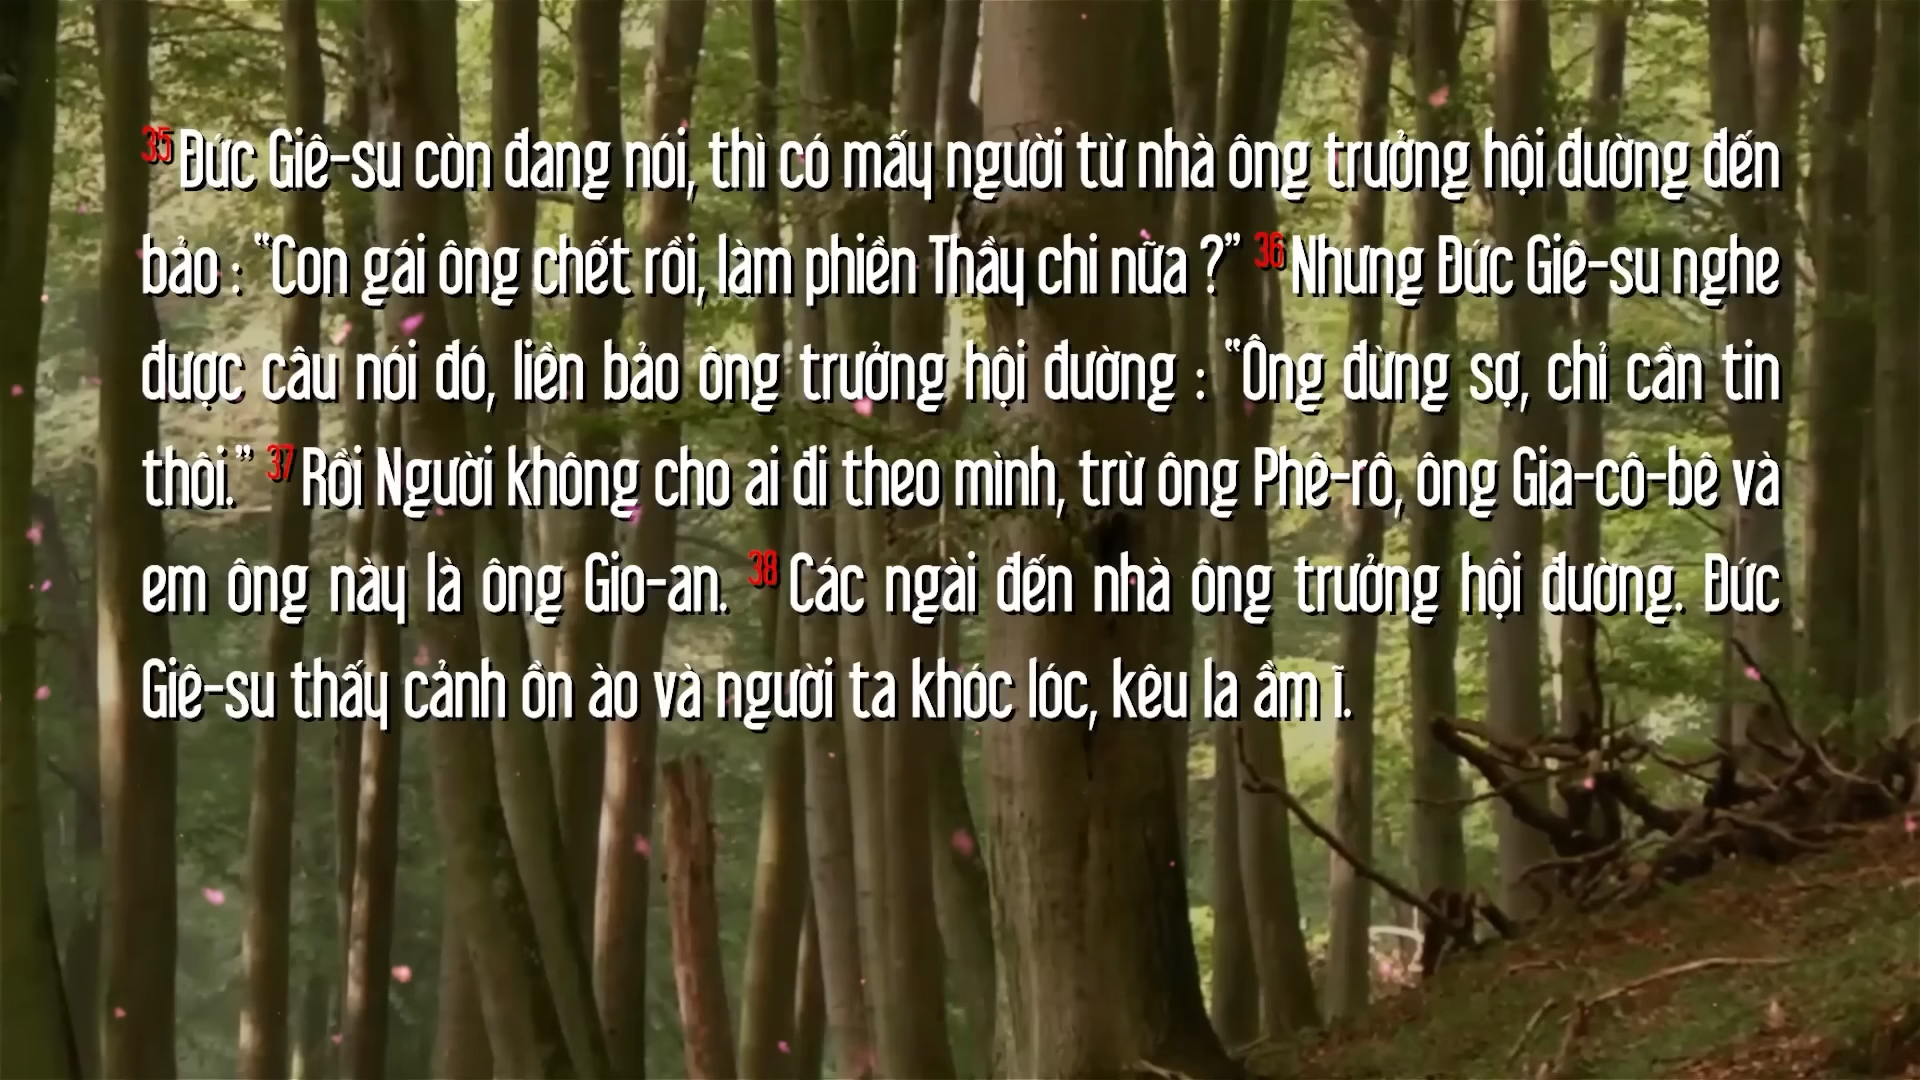 35 Đức Giê-su còn đang nói, thì có mấy người từ nhà ông trưởng hội đường đến
bảo : “Con gái ông chết rồi, làm phiền Thầy chi nữa ?” 36 Nhưng Đức Giê-su nghe
được câu nói đó, liền bảo ông trưởng hội đường : “Ông đừng sợ, chỉ cần tin
thôi.” 37 Rồi Người không cho ai đi theo mình, trừ ông Phê-rô, ông Gia-cô-bê và
em ông này là ông Gio-an. 38 Các ngài đến nhà ông trưởng hội đường. Đức
Giê-su thấy cảnh ồn ào và người ta khóc lóc, kêu la ầm ĩ.